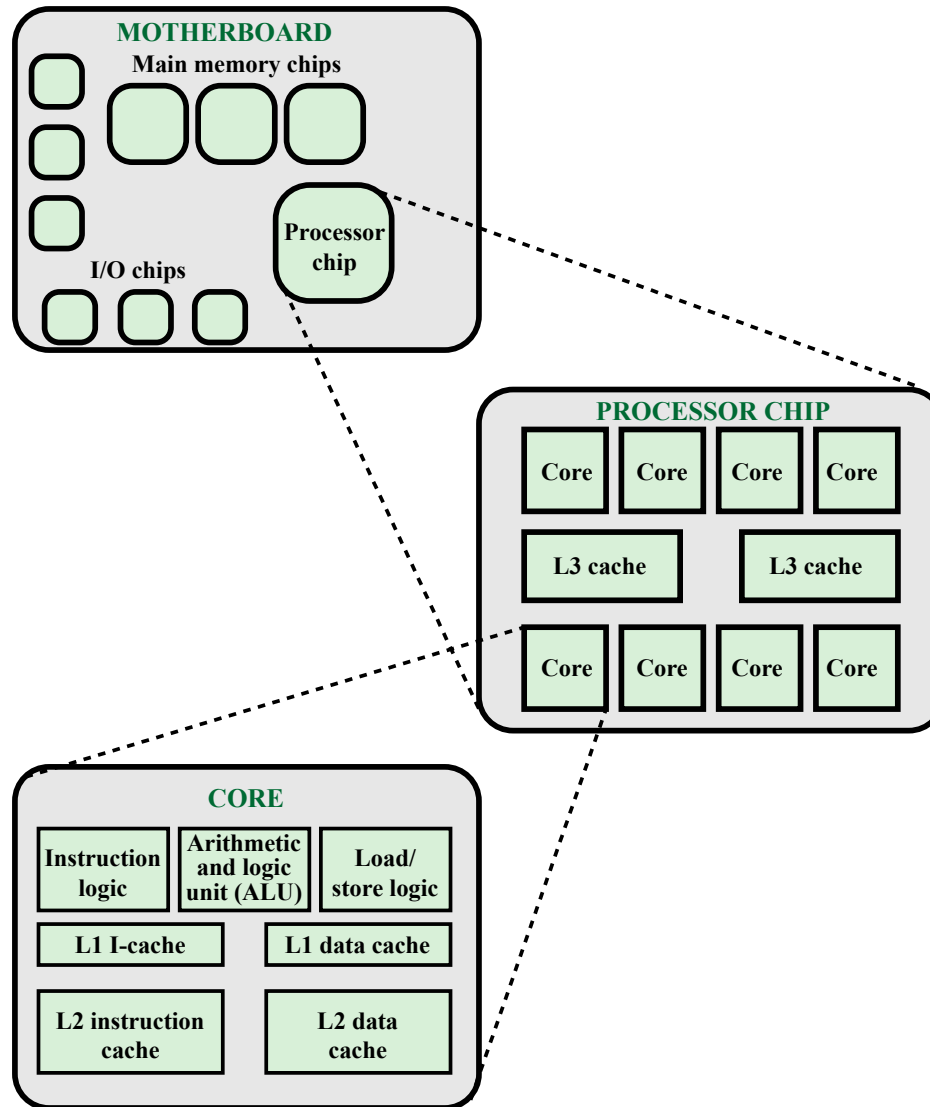 MOTHERBOARD
Main memory chips
Processor
chip
I/O chips
PROCESSOR CHIP
Core
Core
Core
Core
L3 cache
L3 cache
Core
Core
Core
Core
CORE
Instruction
logic
Arithmetic
and logic
unit (ALU)
Load/
store logic
L1 I-cache
L1 data cache
L2 instruction
cache
L2 data
cache